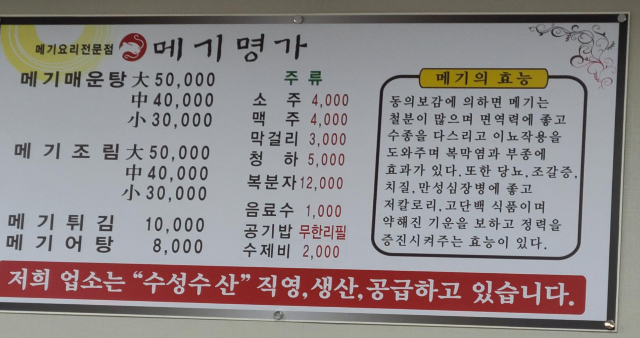 메기요리전문점 메기명가
메기매운탕 大 50,000
中 40,000
小 30,000
메기조림 大 50,000
中 40,000
小 30,000
메기튀김 10,000
메기어탕 8,000
주류
소주 4,000
맥주 4,000
막걸리 3,000
청하 5,000
복분자 12,000
음료수 1,000
공기밥 무한리필
수제비 2,000
메기의 효능
동의보감에 의하면 메기는
철분이 많으며 면역력에 좋고
수종을 다스리고 이뇨작용을
도와주며 복막염과 부종에
효과가 있다. 또한 당뇨, 조갈증,
치질, 만성심장병에 좋고
저칼로리, 고단백 식품이며
약해진 기운을 보하고 정력을
증진시켜주는 효능이 있다.
저희 업소는 "수성수산" 직영, 생산, 공급하고 있습니다.